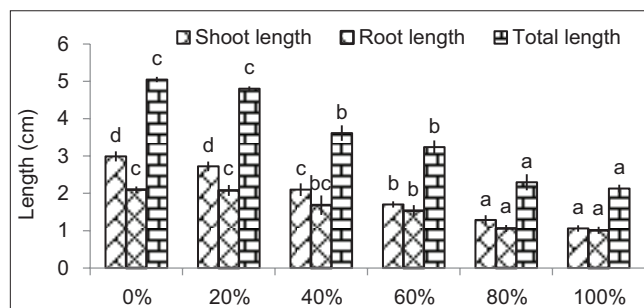 Shoot length Root length Total length
Length (cm)
6
5
4
3
2
1
0
d c c
d c c
c bc b
b b b
a a a
a a a
0% 20% 40% 60% 80% 100%